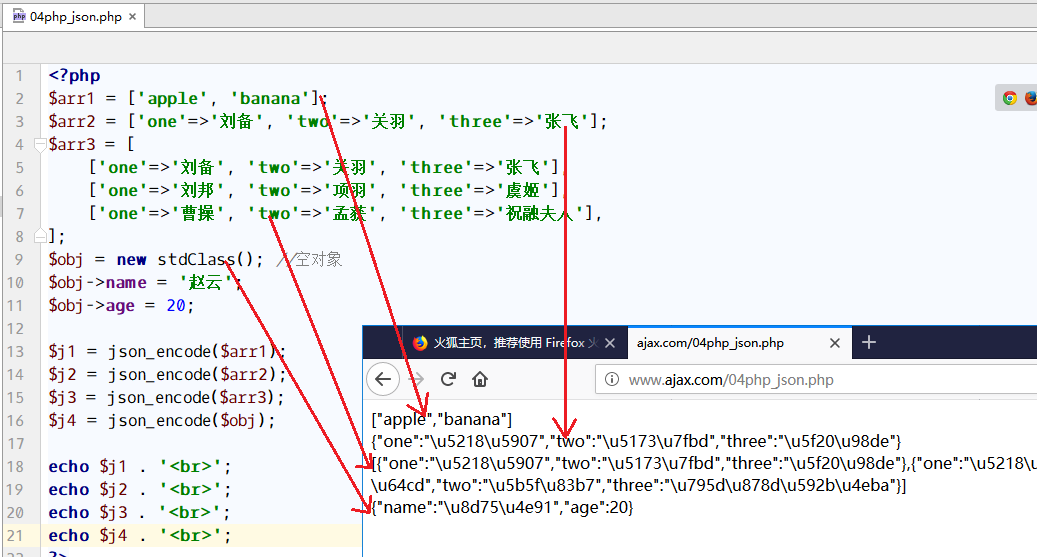 04php_json.php
1 <?php
2 $arr1 = ['apple', 'banana'];
3 $arr2 = ['one'=>'刘备', 'two'=>'关羽', 'three'=>'张飞'];
4 $arr3 = [
5 ['one'=>'刘备', 'two'=>'关羽', 'three'=>'张飞'],
6 ['one'=>'刘邦', 'two'=>'项羽', 'three'=>'虞姬'],
7 ['one'=>'曹操', 'two'=>'孟获', 'three'=>'祝融夫人'],
8 ];
9 $obj = new stdClass(); //空对象
10 $obj->name = '赵云';
11 $obj->age = 20;
12
13 $j1 = json_encode($arr1);
14 $j2 = json_encode($arr2);
15 $j3 = json_encode($arr3);
16 $j4 = json_encode($obj);
17
18 echo $j1 . '<br>';
19 echo $j2 . '<br>';
20 echo $j3 . '<br>';
21 echo $j4 . '<br>';
?>
火狐主页，推荐使用 Firefox 火
ajax.com/04php_json.php
www.ajax.com/04php_json.php
["apple","banana"]
{"one":"\u5218\u5907","two":"\u5173\u7fbd","three":"\u5f20\u98de"}
[{"one":"\u5218\u5907","two":"\u5173\u7fbd","three":"\u5f20\u98de"},{"one":"\u5218\u
\u64cd","two":"\u5b5f\u83b7","three":"\u795d\u878d\u592b\u4eba"}]
{"name":"\u8d75\u4e91","age":20}